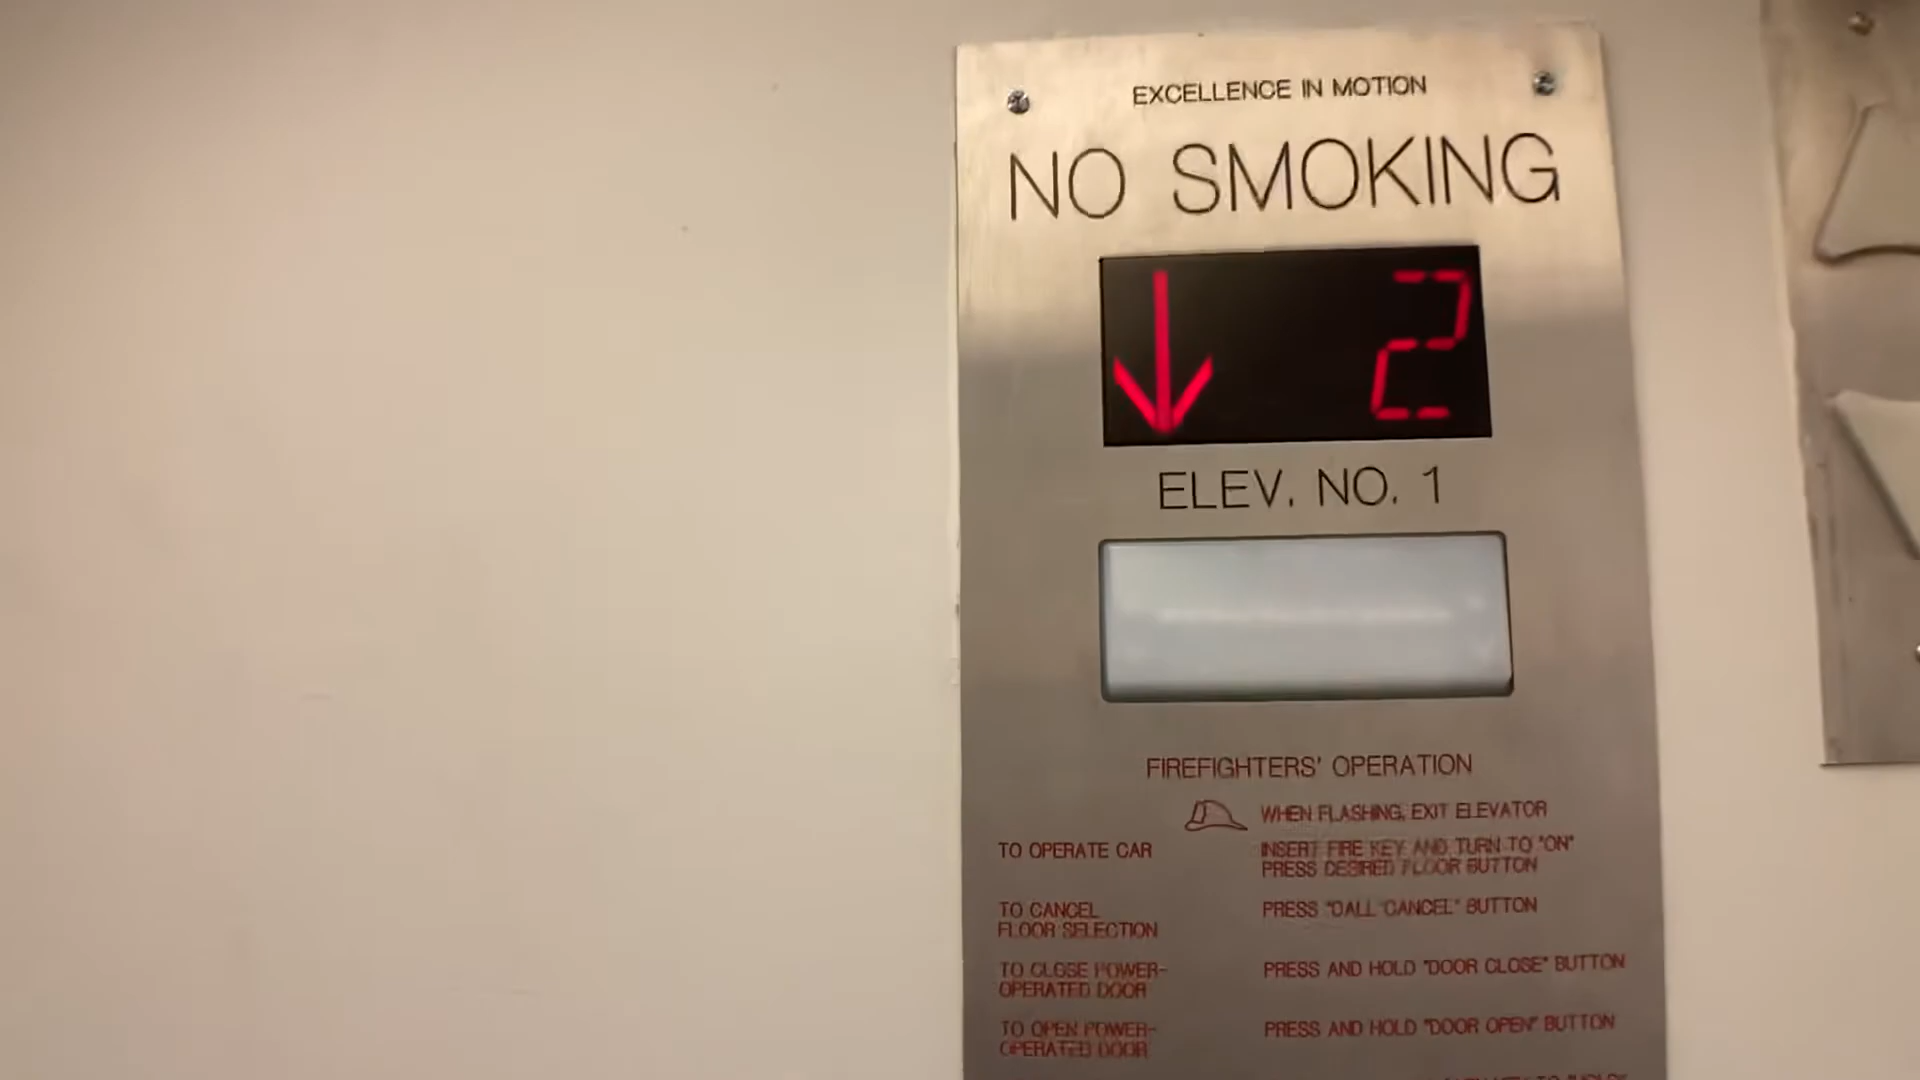 EXCELLENCE IN MOTION
NO SMOKING
↓ 2
ELEV. NO. 1
FIREFIGHTERS' OPERATION
WHEN FLASHING, EXIT ELEVATOR
TO OPERATE CAR
INSERT FIRE KEY AND TURN TO "ON"
PRESS DESIRED FLOOR BUTTON
TO CANCEL
FLOOR SELECTION
PRESS "CALL CANCEL" BUTTON
TO CLOSE POWER-
OPERATED DOOR
PRESS AND HOLD "DOOR CLOSE" BUTTON
TO OPEN POWER-
OPERATED DOOR
PRESS AND HOLD "DOOR OPEN" BUTTON